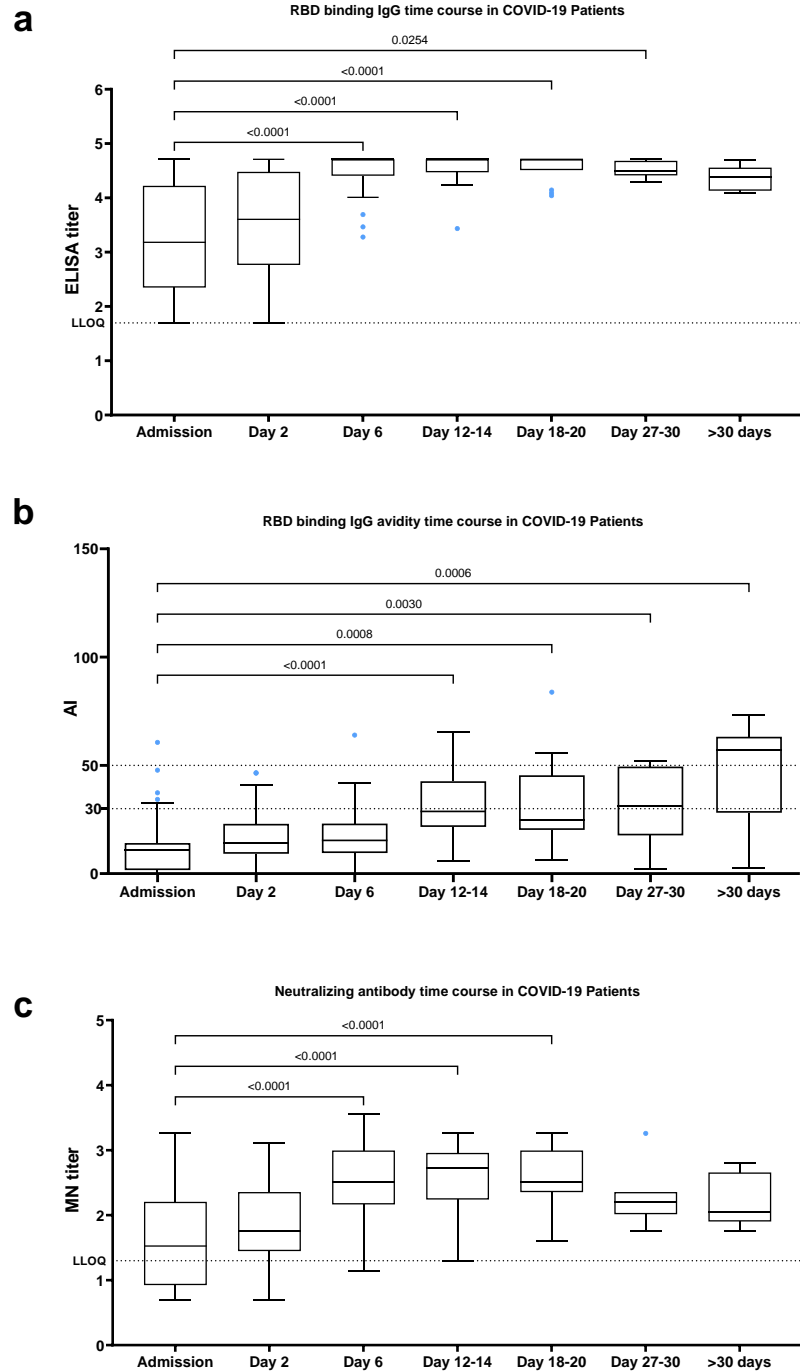 a
RBD binding IgG time course in COVID-19 Patients
0.0254
<0.0001
<0.0001
<0.0001
ELISA titer
6
5
4
3
2
LLOQ
1
0
Admission Day 2 Day 6 Day 12-14 Day 18-20 Day 27-30 >30 days
b
RBD binding IgG avidity time course in COVID-19 Patients
0.0006
0.0030
0.0008
<0.0001
AI
150
100
50
30
0
Admission Day 2 Day 6 Day 12-14 Day 18-20 Day 27-30 >30 days
c
Neutralizing antibody time course in COVID-19 Patients
<0.0001
<0.0001
<0.0001
MN titer
5
4
3
2
LLOQ
1
0
Admission Day 2 Day 6 Day 12-14 Day 18-20 Day 27-30 >30 days